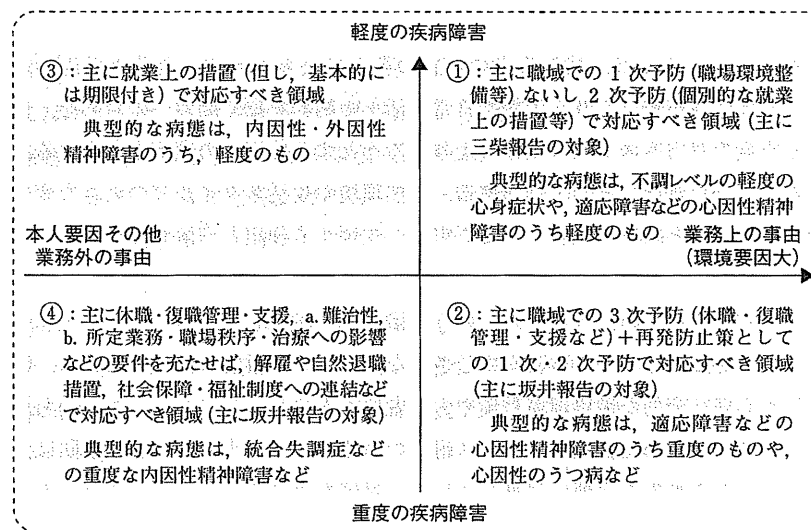 軽度の疾病障害
③：主に就業上の措置（但し，基本的に
は期限付き）で対応すべき領域
典型的な病態は，内因性・外因性
精神障害のうち，軽度のもの
①：主に職域での 1 次予防（職場環境整
備等）ないし 2 次予防（個別的な就業
上の措置等）で対応すべき領域（主に
三柴報告の対象）
典型的な病態は，不調レベルの軽度の
心身症状や，適応障害などの心因性精神
障害のうち軽度のもの
本人要因その他
業務外の事由
業務上の事由
（環境要因大）
④：主に休職・復職管理・支援，a. 難治性，
b. 所定業務・職場秩序・治療への影響
などの要件を充たせば，解雇や自然退職
措置，社会保障・福祉制度への連結など
で対応すべき領域（主に坂井報告の対象）
典型的な病態は，統合失調症など
の重度な内因性精神障害など
②：主に職域での 3 次予防（休職・復職
管理・支援など）＋再発防止策として
の 1 次・2 次予防で対応すべき領域
（主に坂井報告の対象）
典型的な病態は，適応障害などの
心因性精神障害のうち重度のものや，
心因性のうつ病など
重度の疾病障害